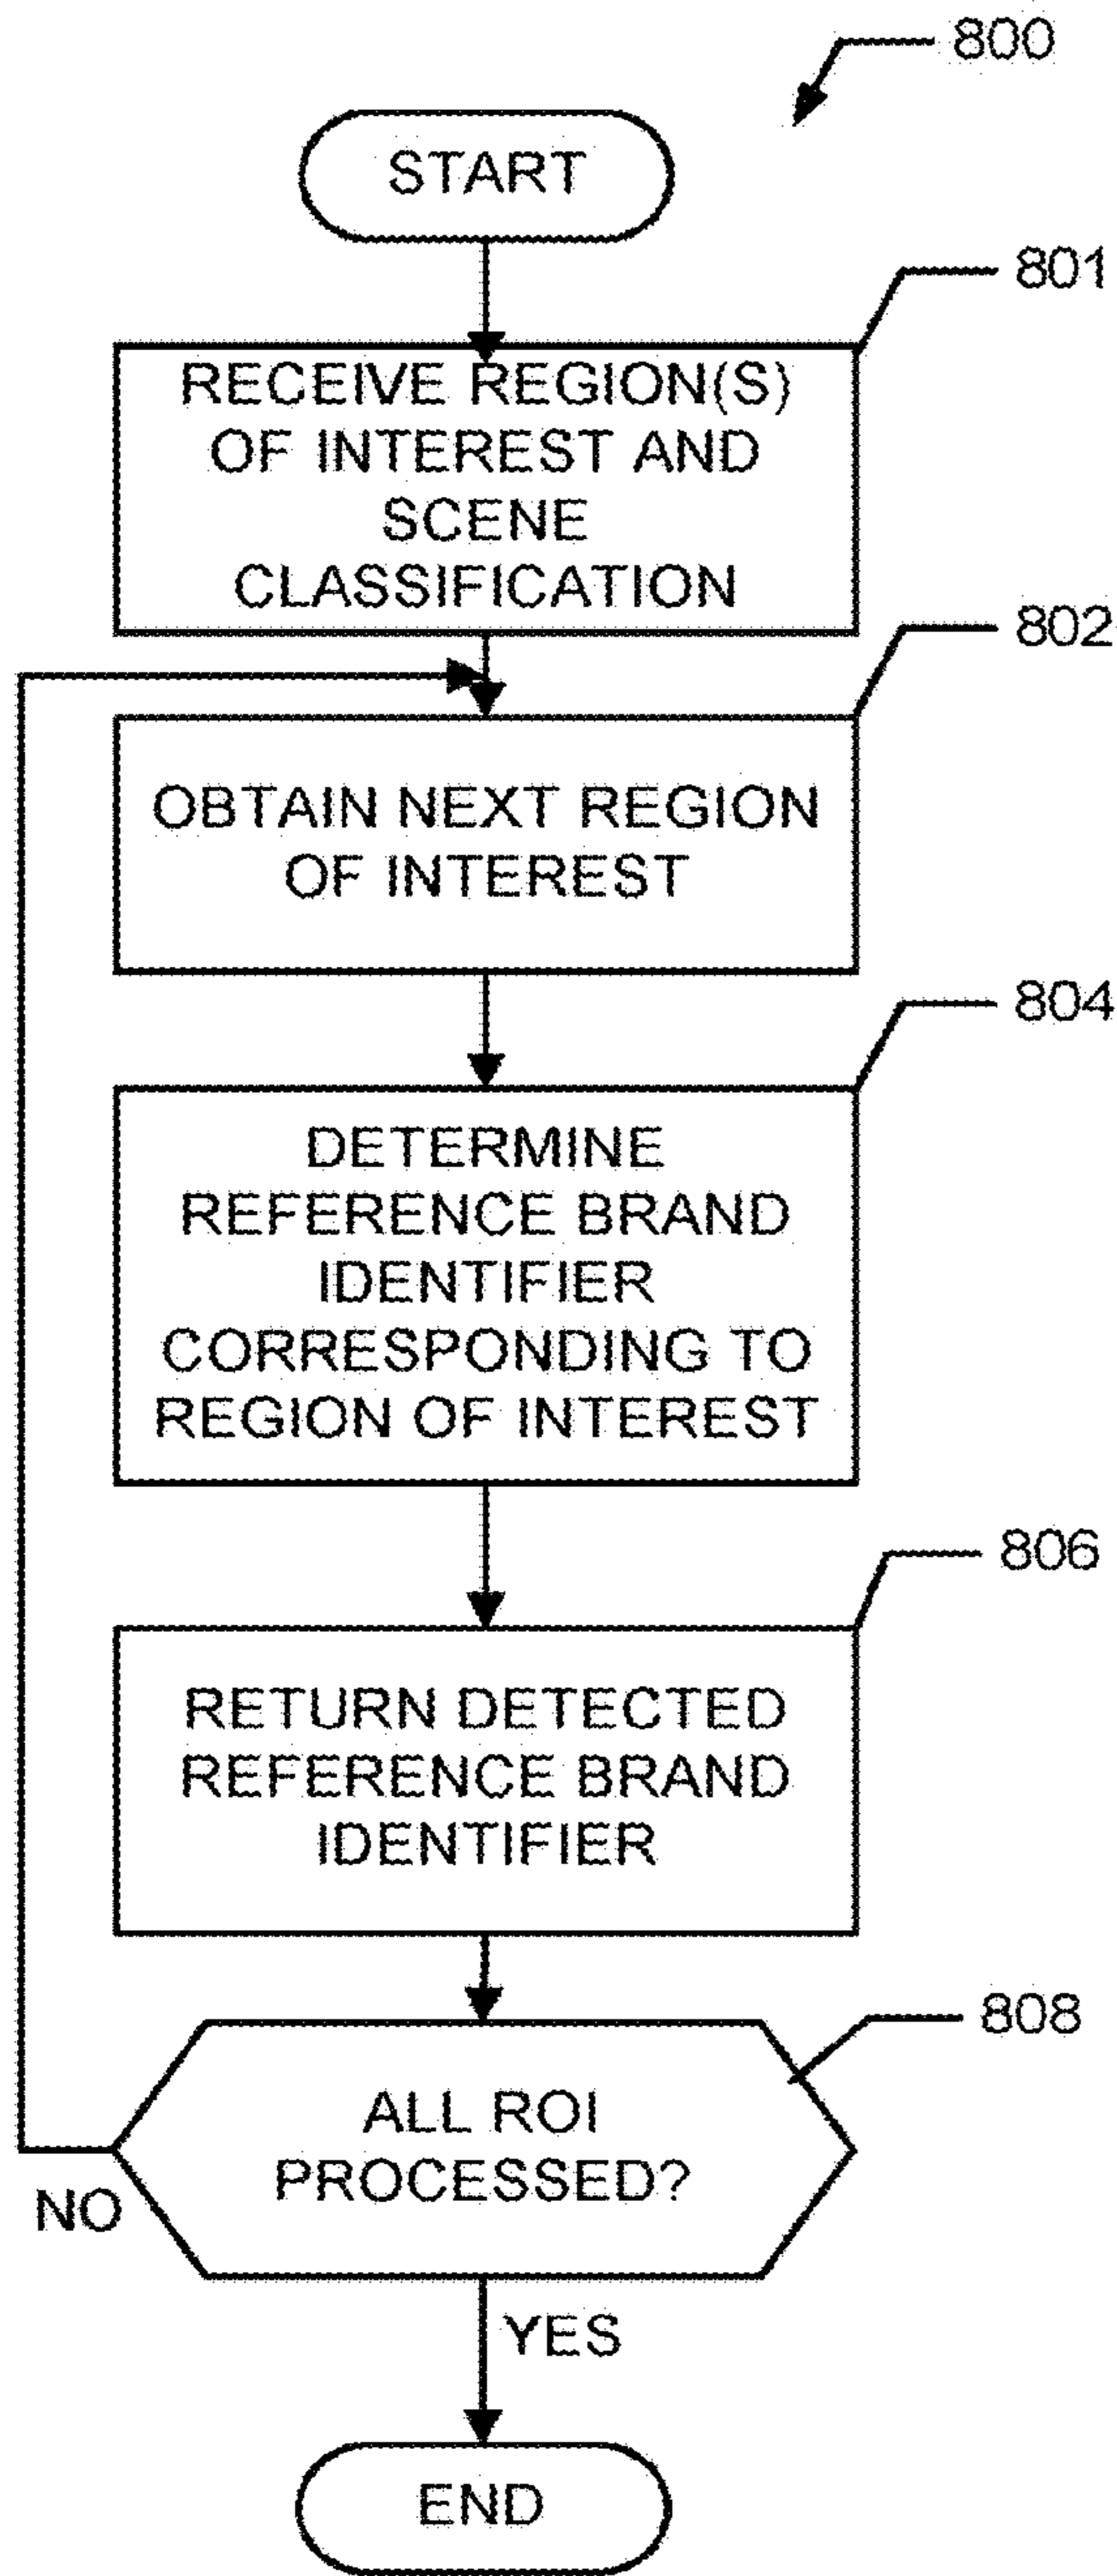 800
START
801
RECEIVE REGION(S)
OF INTEREST AND
SCENE
CLASSIFICATION
802
OBTAIN NEXT REGION
OF INTEREST
804
DETERMINE
REFERENCE BRAND
IDENTIFIER
CORRESPONDING TO
REGION OF INTEREST
806
RETURN DETECTED
REFERENCE BRAND
IDENTIFIER
808
ALL ROI
PROCESSED?
NO
YES
END